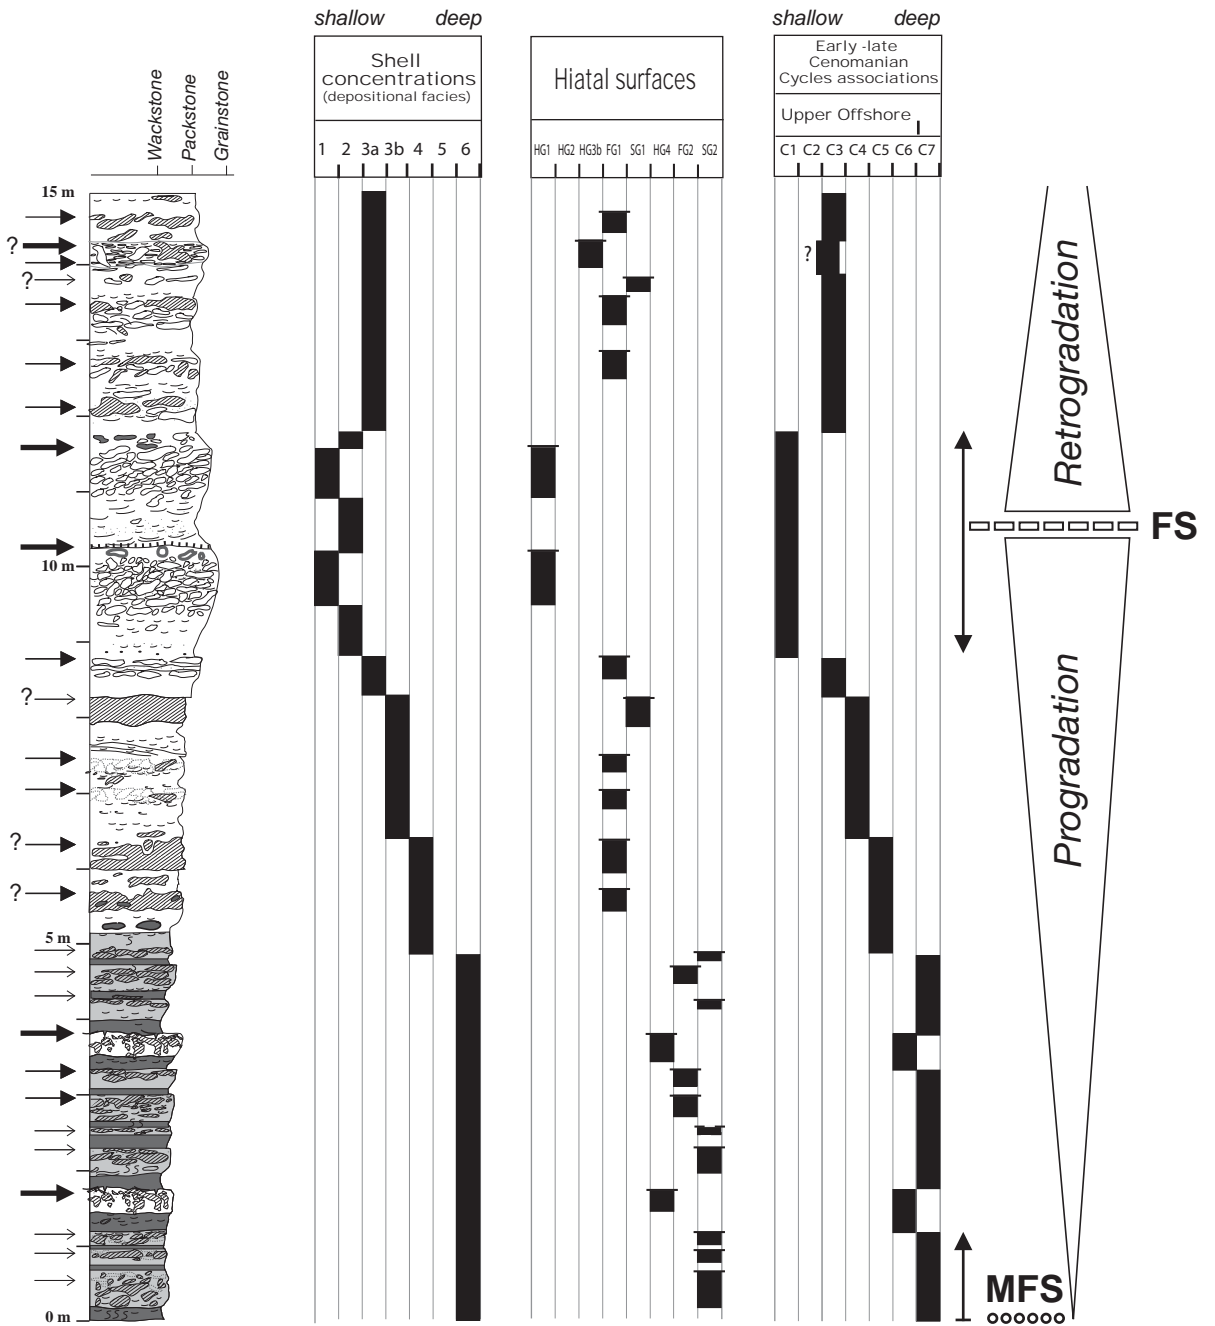 shallow deep
Shell
concentrations
(depositional facies)
1 2 3a 3b 4 5 6
Hiatal surfaces
HG1 HG2 HG3b FG1 SG1 HG4 FG2 SG2
shallow deep
Early -late
Cenomanian
Cycles associations
Upper Offshore
C1 C2 C3 C4 C5 C6 C7
Wackstone
Packstone
Grainstone
15 m
?
?
?
10 m
?
?
?
5 m
0 m
Retrogradation
FS
Progradation
MFS